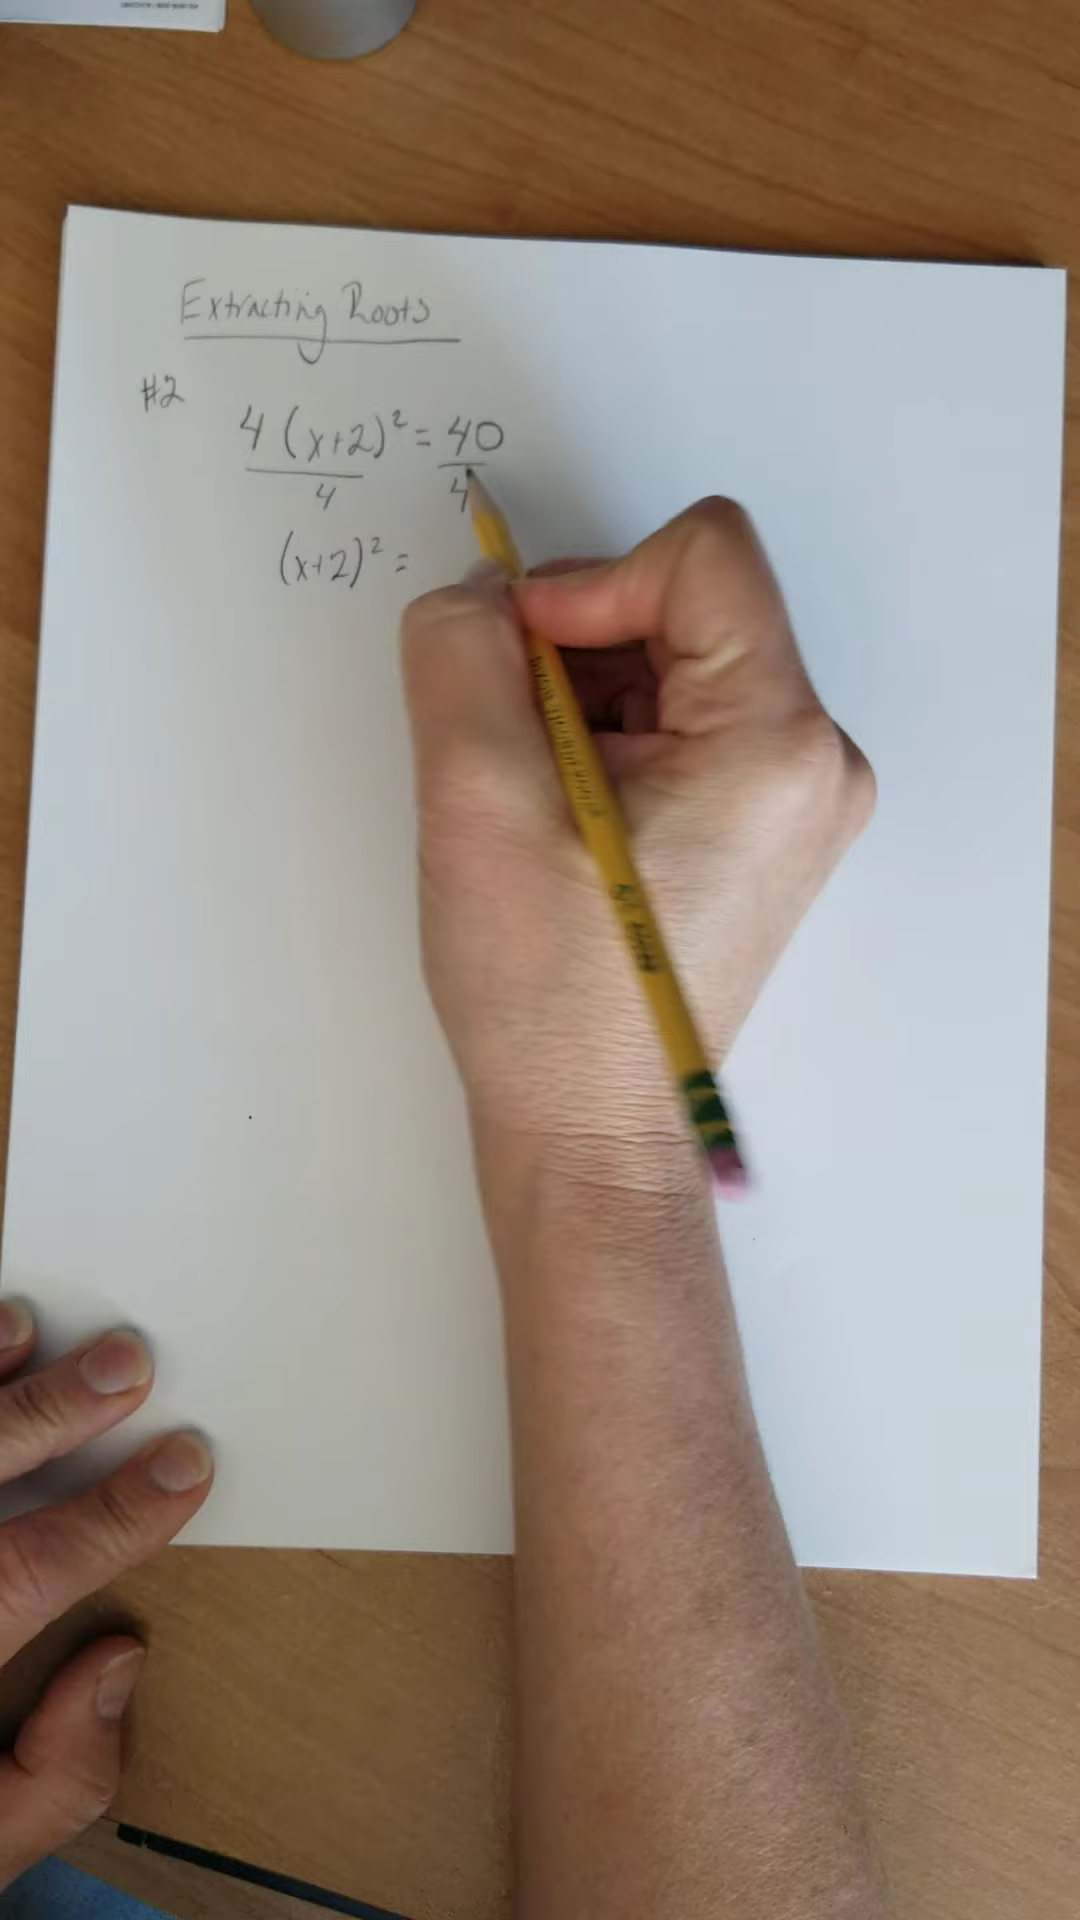 Extracting Roots
#2
4 (x+2)² = 40
4 4
(x+2)² =